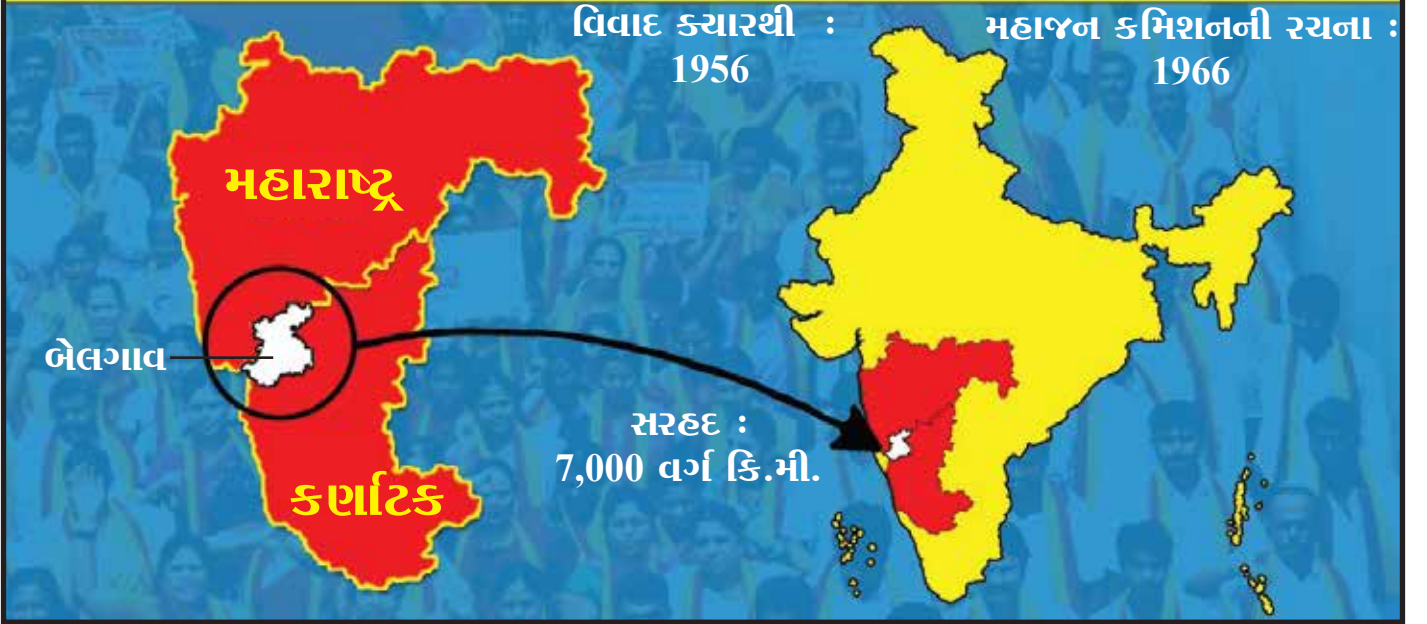 વિવાદ ક્યારથી :
1956
મહાજન કમિશનની રચના :
1966
મહારાષ્ટ્ર
બેલગાવ
સરહદ :
7,000 વર્ગ કિ.મી.
કર્ણાટક